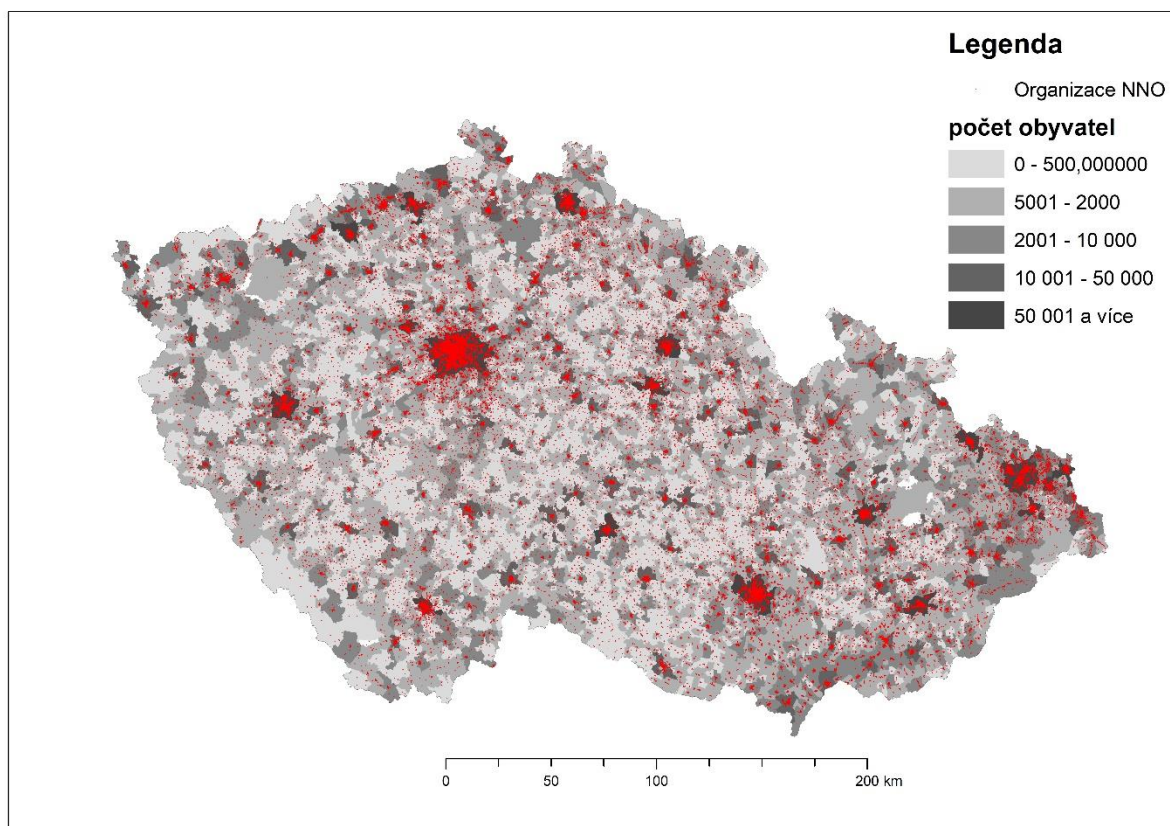 Legenda
Organizace NNO
počet obyvatel
0 - 500,000000
5001 - 2000
2001 - 10 000
10 001 - 50 000
50 001 a více
0 50 100 200 km